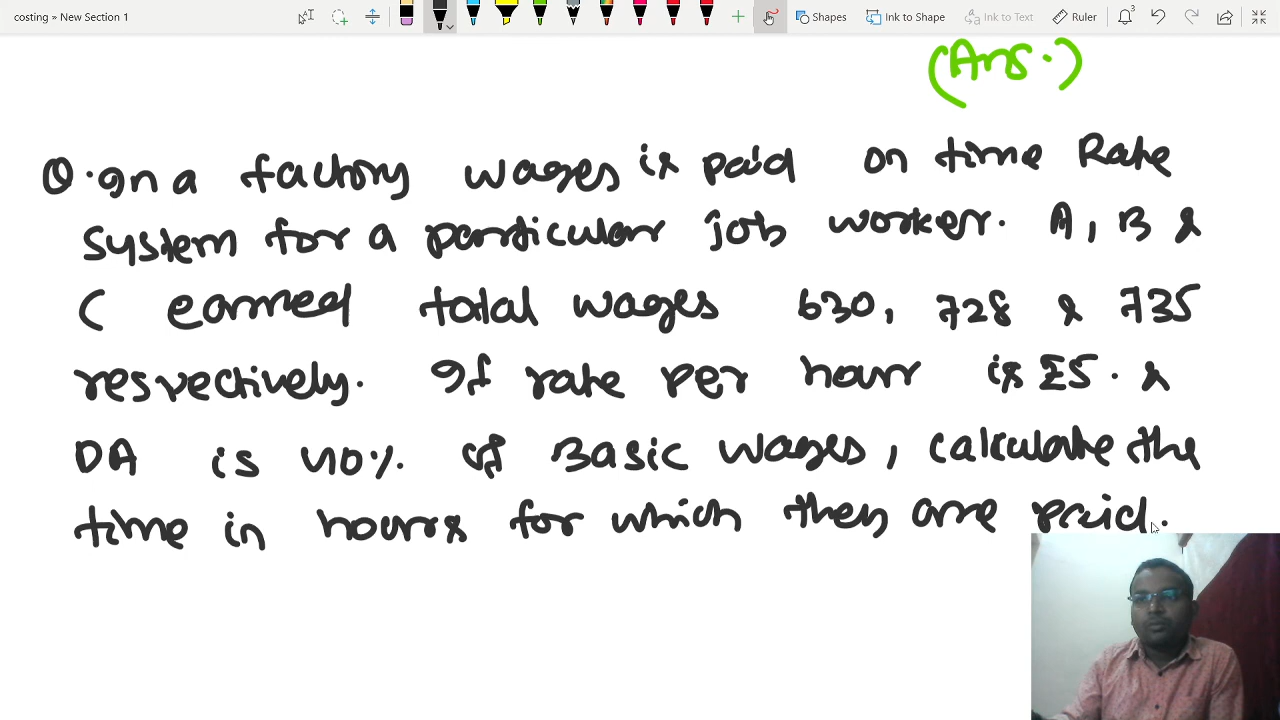 costing » New Section 1
Shapes
Ink to Shape
Ink to Text
Ruler
(Ans.)
Q. In a factory wages is paid on time Rate
system for a particular job worker. A, B &
C earned total wages 630, 728 & 735
respectively. If rate per hour is ₹5. &
DA is 40% of Basic wages, calculate the
time in hours for which they are paid.